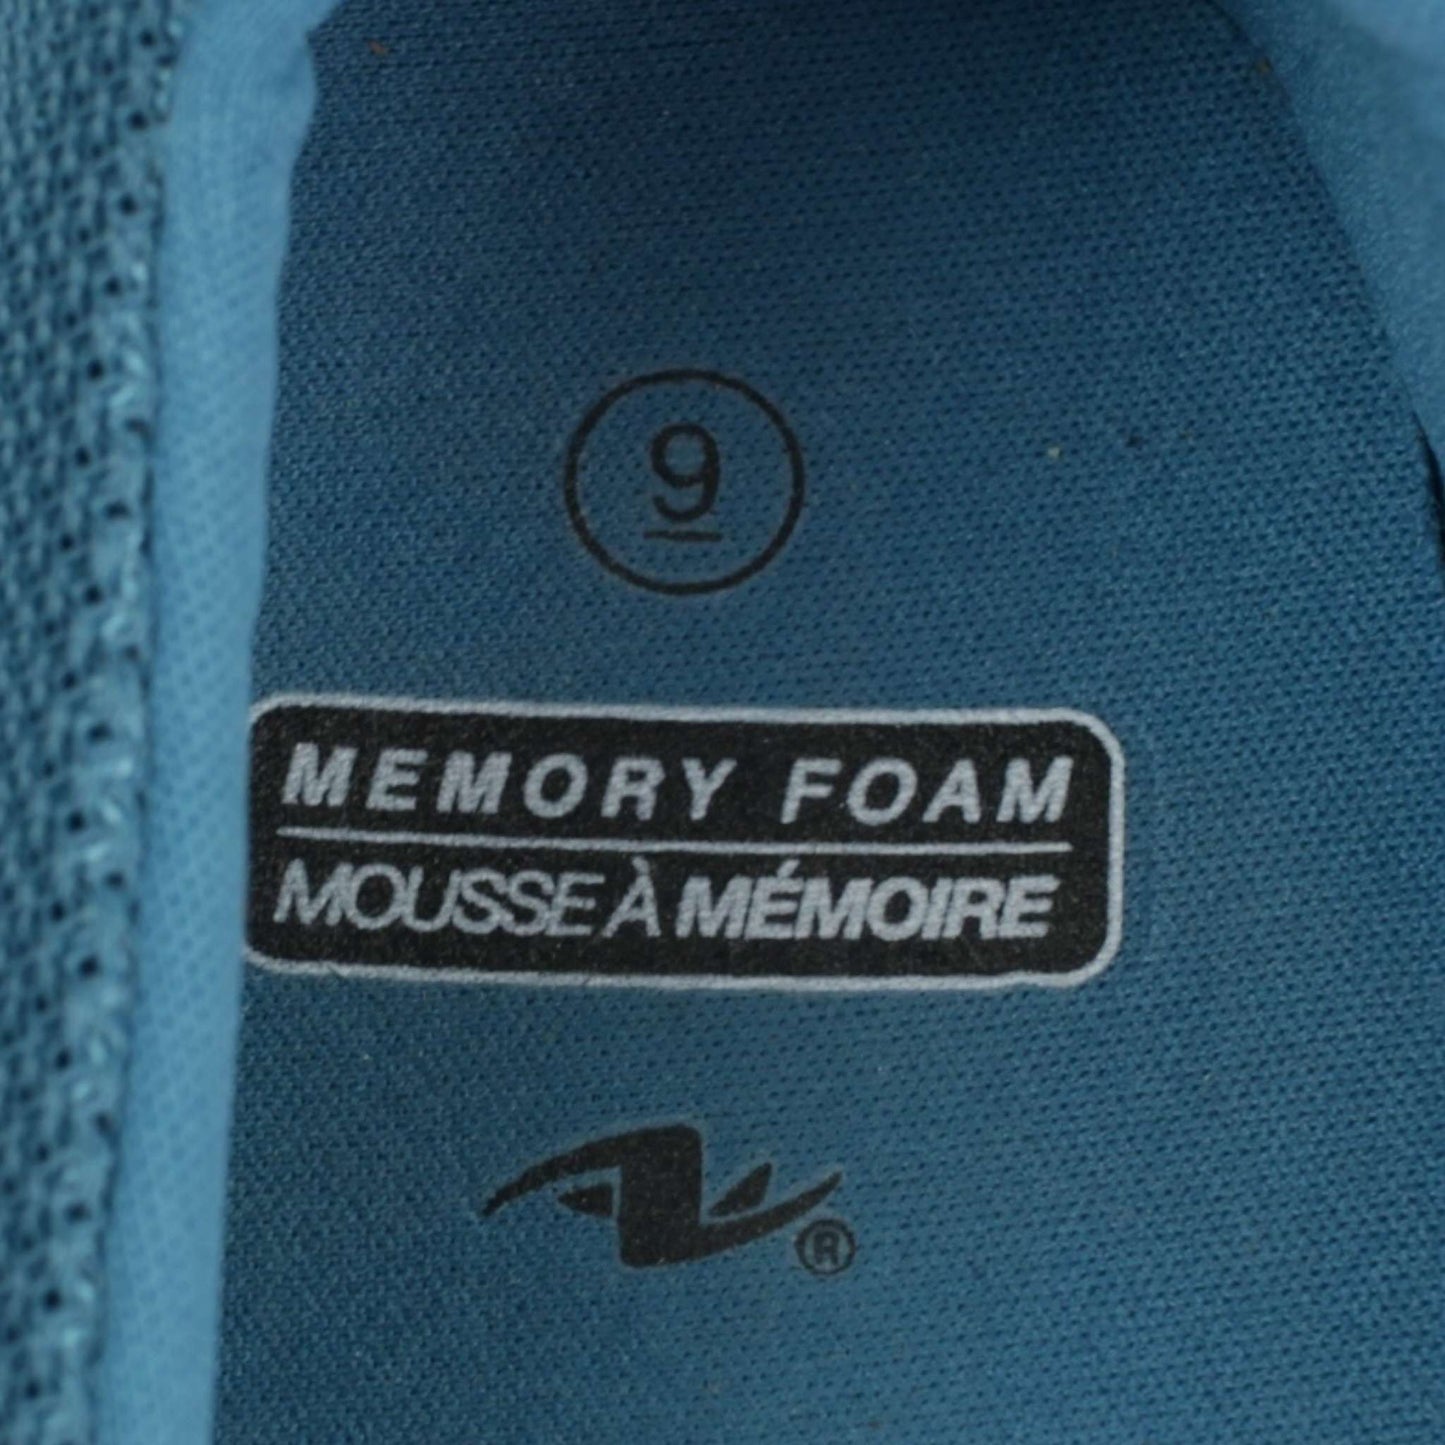 9
MEMORY FOAM
MOUSSE À MÉMOIRE
®